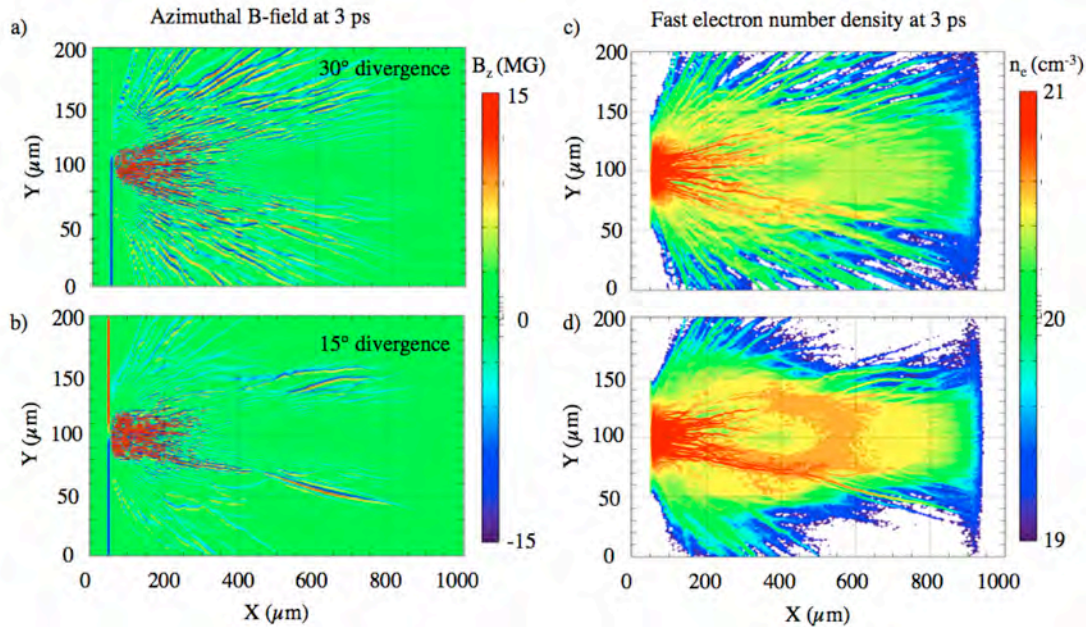 Azimuthal B-field at 3 ps
Fast electron number density at 3 ps
a)
200
150
100
50
0
Y (µm)
30° divergence
B_z (MG)
15
0
-15
c)
200
150
100
50
0
Y (µm)
n_e (cm⁻³)
21
20
19
b)
200
150
100
50
0
Y (µm)
15° divergence
0 200 400 600 800 1000
X (µm)
d)
200
150
100
50
0
Y (µm)
0 200 400 600 800 1000
X (µm)